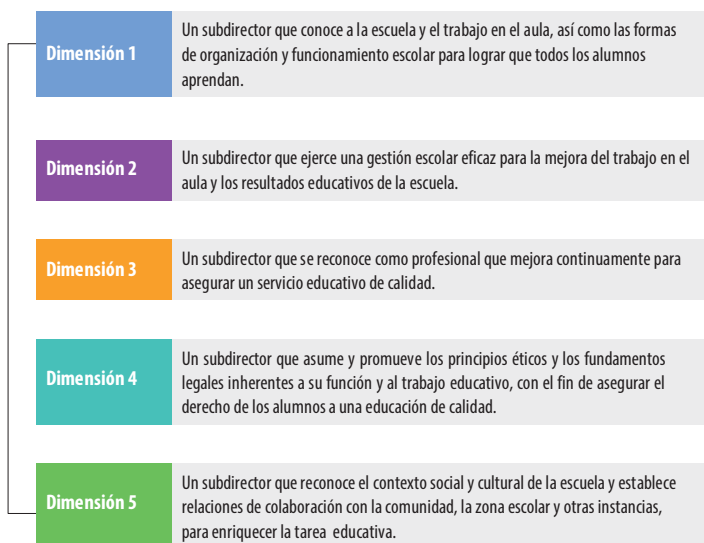 Dimensión 1
Un subdirector que conoce a la escuela y el trabajo en el aula, así como las formas
de organización y funcionamiento escolar para lograr que todos los alumnos
aprendan.
Dimensión 2
Un subdirector que ejerce una gestión escolar eficaz para la mejora del trabajo en el
aula y los resultados educativos de la escuela.
Dimensión 3
Un subdirector que se reconoce como profesional que mejora continuamente para
asegurar un servicio educativo de calidad.
Dimensión 4
Un subdirector que asume y promueve los principios éticos y los fundamentos
legales inherentes a su función y al trabajo educativo, con el fin de asegurar el
derecho de los alumnos a una educación de calidad.
Dimensión 5
Un subdirector que reconoce el contexto social y cultural de la escuela y establece
relaciones de colaboración con la comunidad, la zona escolar y otras instancias,
para enriquecer la tarea educativa.